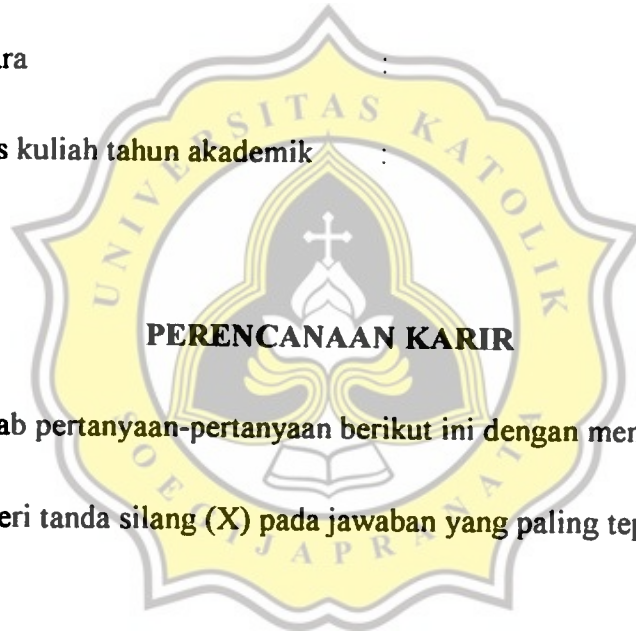 ara :
s kuliah tahun akademik :
UNIVERSITAS KATOLIK
SOEGIJAPRANATA
PERENCANAAN KARIR
ab pertanyaan-pertanyaan berikut ini dengan mer
eri tanda silang (X) pada jawaban yang paling tep